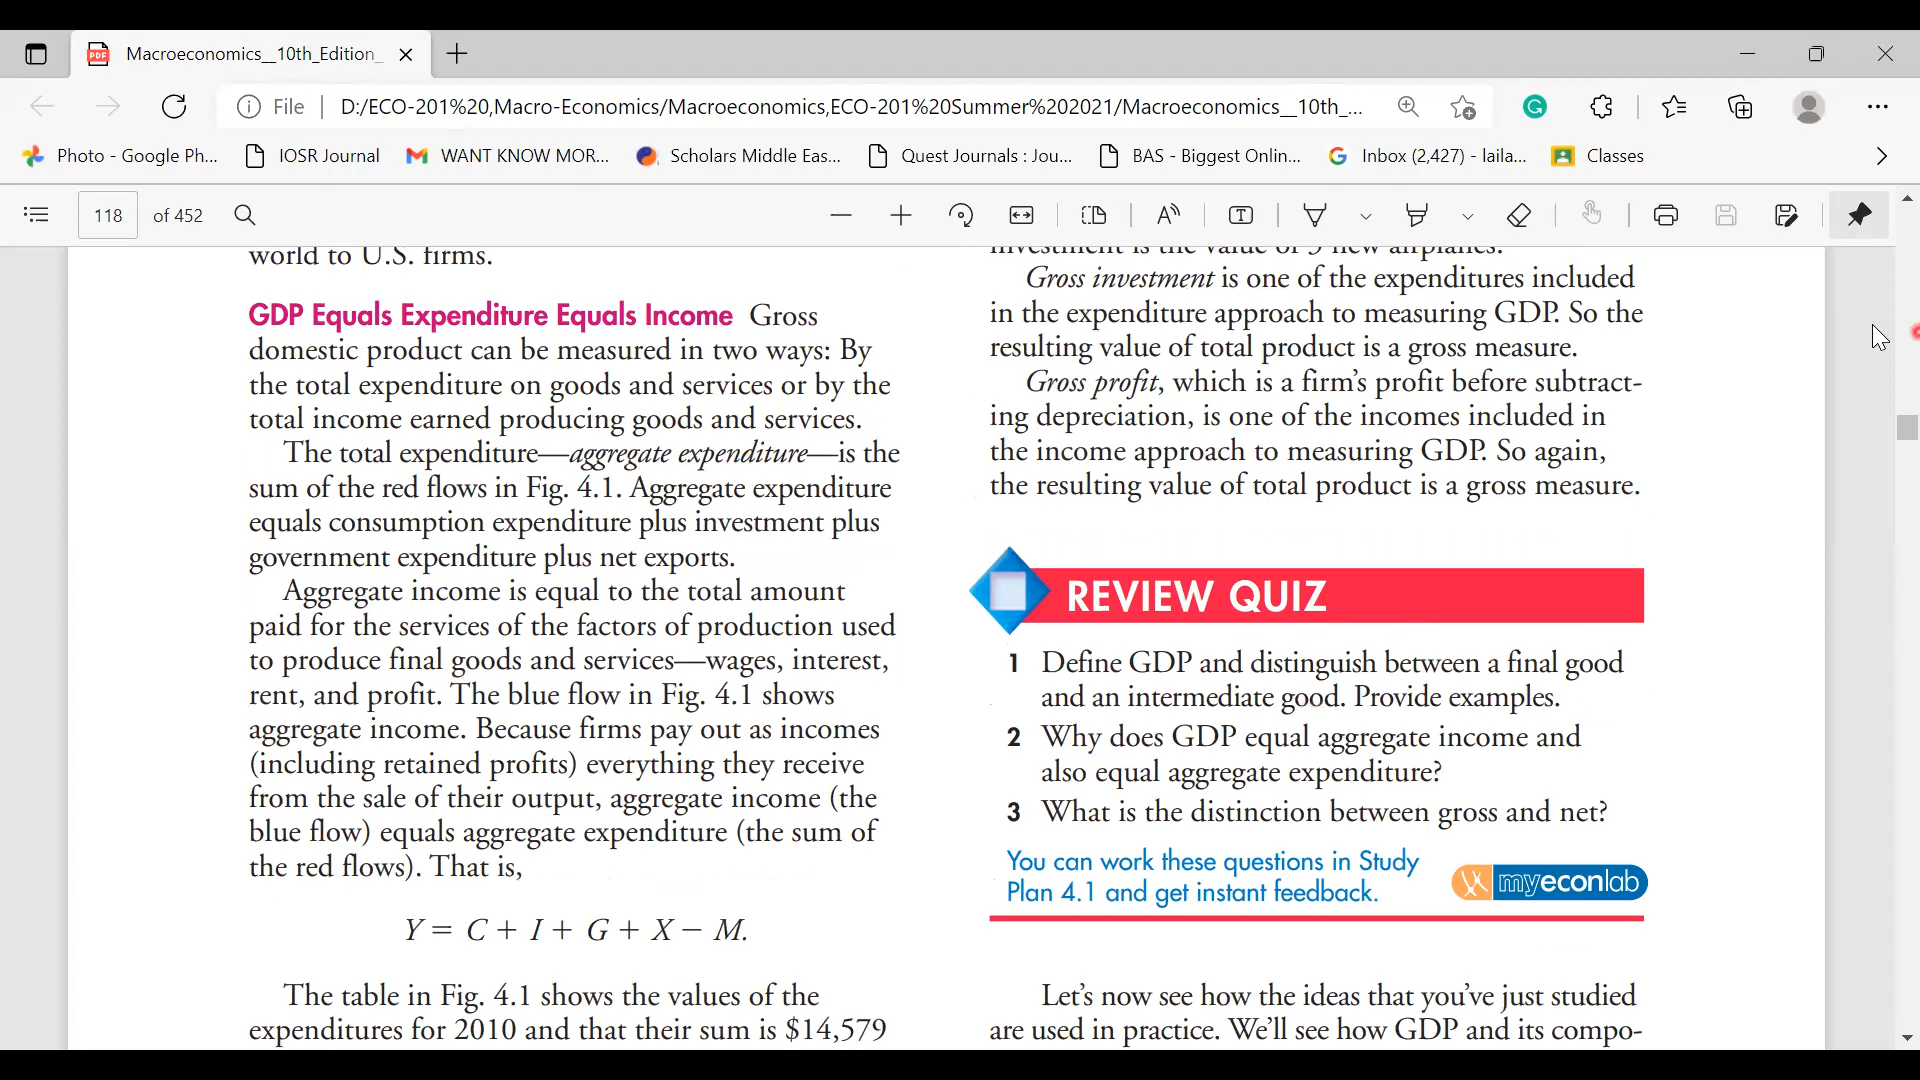 Macroeconomics__10th_Edition_
File
D:/ECO-201%20,Macro-Economics/Macroeconomics,ECO-201%20Summer%202021/Macroeconomics__10th_...
Photo - Google Ph...
IOSR Journal
WANT KNOW MOR...
Scholars Middle Eas...
Quest Journals : Jou...
BAS - Biggest Onlin...
Inbox (2,427) - laila...
Classes
118 of 452
world to U.S. firms.
GDP Equals Expenditure Equals Income Gross
domestic product can be measured in two ways: By
the total expenditure on goods and services or by the
total income earned producing goods and services.
The total expenditure—aggregate expenditure—is the
sum of the red flows in Fig. 4.1. Aggregate expenditure
equals consumption expenditure plus investment plus
government expenditure plus net exports.
Aggregate income is equal to the total amount
paid for the services of the factors of production used
to produce final goods and services—wages, interest,
rent, and profit. The blue flow in Fig. 4.1 shows
aggregate income. Because firms pay out as incomes
(including retained profits) everything they receive
from the sale of their output, aggregate income (the
blue flow) equals aggregate expenditure (the sum of
the red flows). That is,
Y = C + I + G + X − M.
The table in Fig. 4.1 shows the values of the
expenditures for 2010 and that their sum is $14,579
investment is the value of 3 new airplanes.
Gross investment is one of the expenditures included
in the expenditure approach to measuring GDP. So the
resulting value of total product is a gross measure.
Gross profit, which is a firm's profit before subtract-
ing depreciation, is one of the incomes included in
the income approach to measuring GDP. So again,
the resulting value of total product is a gross measure.
REVIEW QUIZ
1 Define GDP and distinguish between a final good
and an intermediate good. Provide examples.
2 Why does GDP equal aggregate income and
also equal aggregate expenditure?
3 What is the distinction between gross and net?
You can work these questions in Study
Plan 4.1 and get instant feedback.
myeconlab
Let's now see how the ideas that you've just studied
are used in practice. We'll see how GDP and its compo-